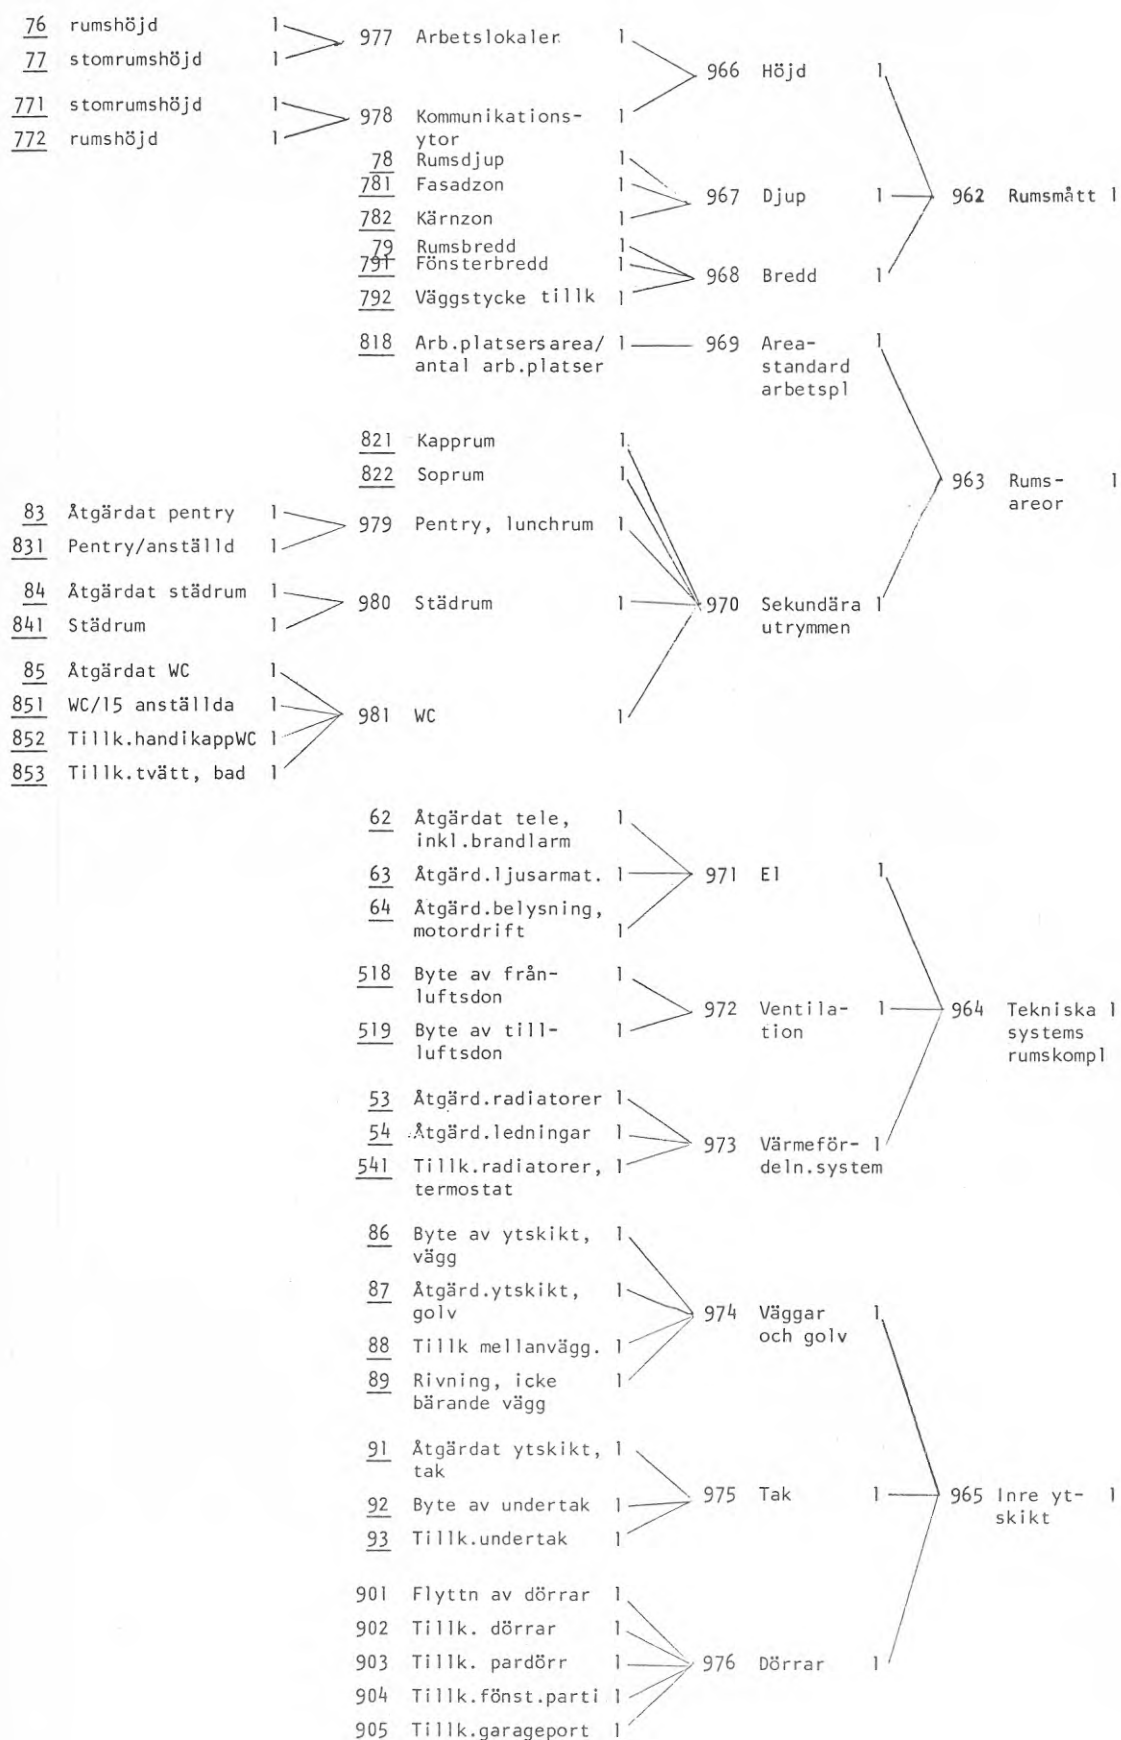 76 rumshöjd 1
77 stomrumshöjd 1
977 Arbetslokaler 1
771 stomrumshöjd 1
772 rumshöjd 1
978 Kommunikations- 1
ytor
966 Höjd 1
78 Rumsdjup 1
781 Fasadzon 1
782 Kärnzon 1
967 Djup 1
79 Rumsbredd 1
791 Fönsterbredd 1
792 Väggstycke tillk 1
968 Bredd 1
962 Rumsmått 1
818 Arb.platsersarea/ 1
antal arb.platser
969 Area- 1
standard
arbetspl
821 Kapprum 1
822 Soprum 1
83 Åtgärdat pentry 1
831 Pentry/anställd 1
979 Pentry, lunchrum 1
84 Åtgärdat städrum 1
841 Städrum 1
980 Städrum 1
85 Åtgärdat WC 1
851 WC/15 anställda 1
852 Tillk.handikappWC 1
853 Tillk.tvätt, bad 1
981 WC 1
970 Sekundära 1
utrymmen
963 Rums- 1
areor
62 Åtgärdat tele, 1
inkl.brandlarm
63 Åtgärd.ljusarmat. 1
64 Åtgärd.belysning,
motordrift 1
971 El 1
518 Byte av från- 1
luftsdon
519 Byte av till- 1
luftsdon
972 Ventila- 1
tion
53 Åtgärd.radiatorer 1
54 Åtgärd.ledningar 1
541 Tillk.radiatorer, 1
termostat
973 Värmeför- 1
deln.system
964 Tekniska 1
systems
rumskompl
86 Byte av ytskikt, 1
vägg
87 Åtgärd.ytskikt, 1
golv
88 Tillk mellanvägg. 1
89 Rivning, icke 1
bärande vägg
974 Väggar 1
och golv
91 Åtgärdat ytskikt, 1
tak
92 Byte av undertak 1
93 Tillk.undertak 1
975 Tak 1
901 Flyttn av dörrar 1
902 Tillk. dörrar 1
903 Tillk. pardörr 1
904 Tillk.fönst.parti 1
905 Tillk.garageport 1
976 Dörrar 1
965 Inre yt- 1
skikt